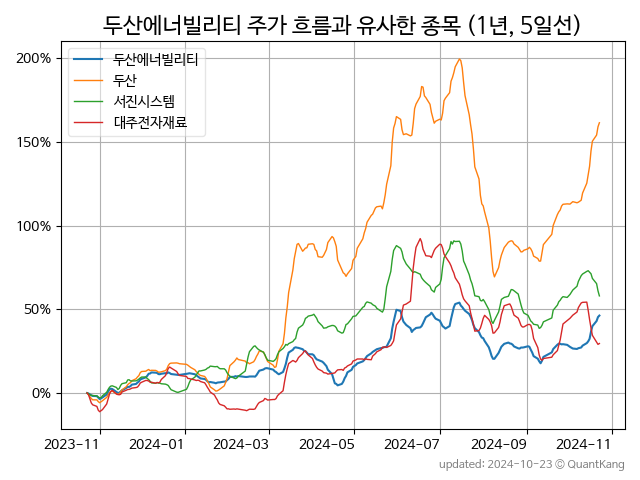 두산에너빌리티 주가 흐름과 유사한 종목 (1년, 5일선)
두산에너빌리티
두산
서진시스템
대주전자재료
200%
150%
100%
50%
0%
2023-11
2024-01
2024-03
2024-05
2024-07
2024-09
2024-11
updated: 2024-10-23 © QuantKang